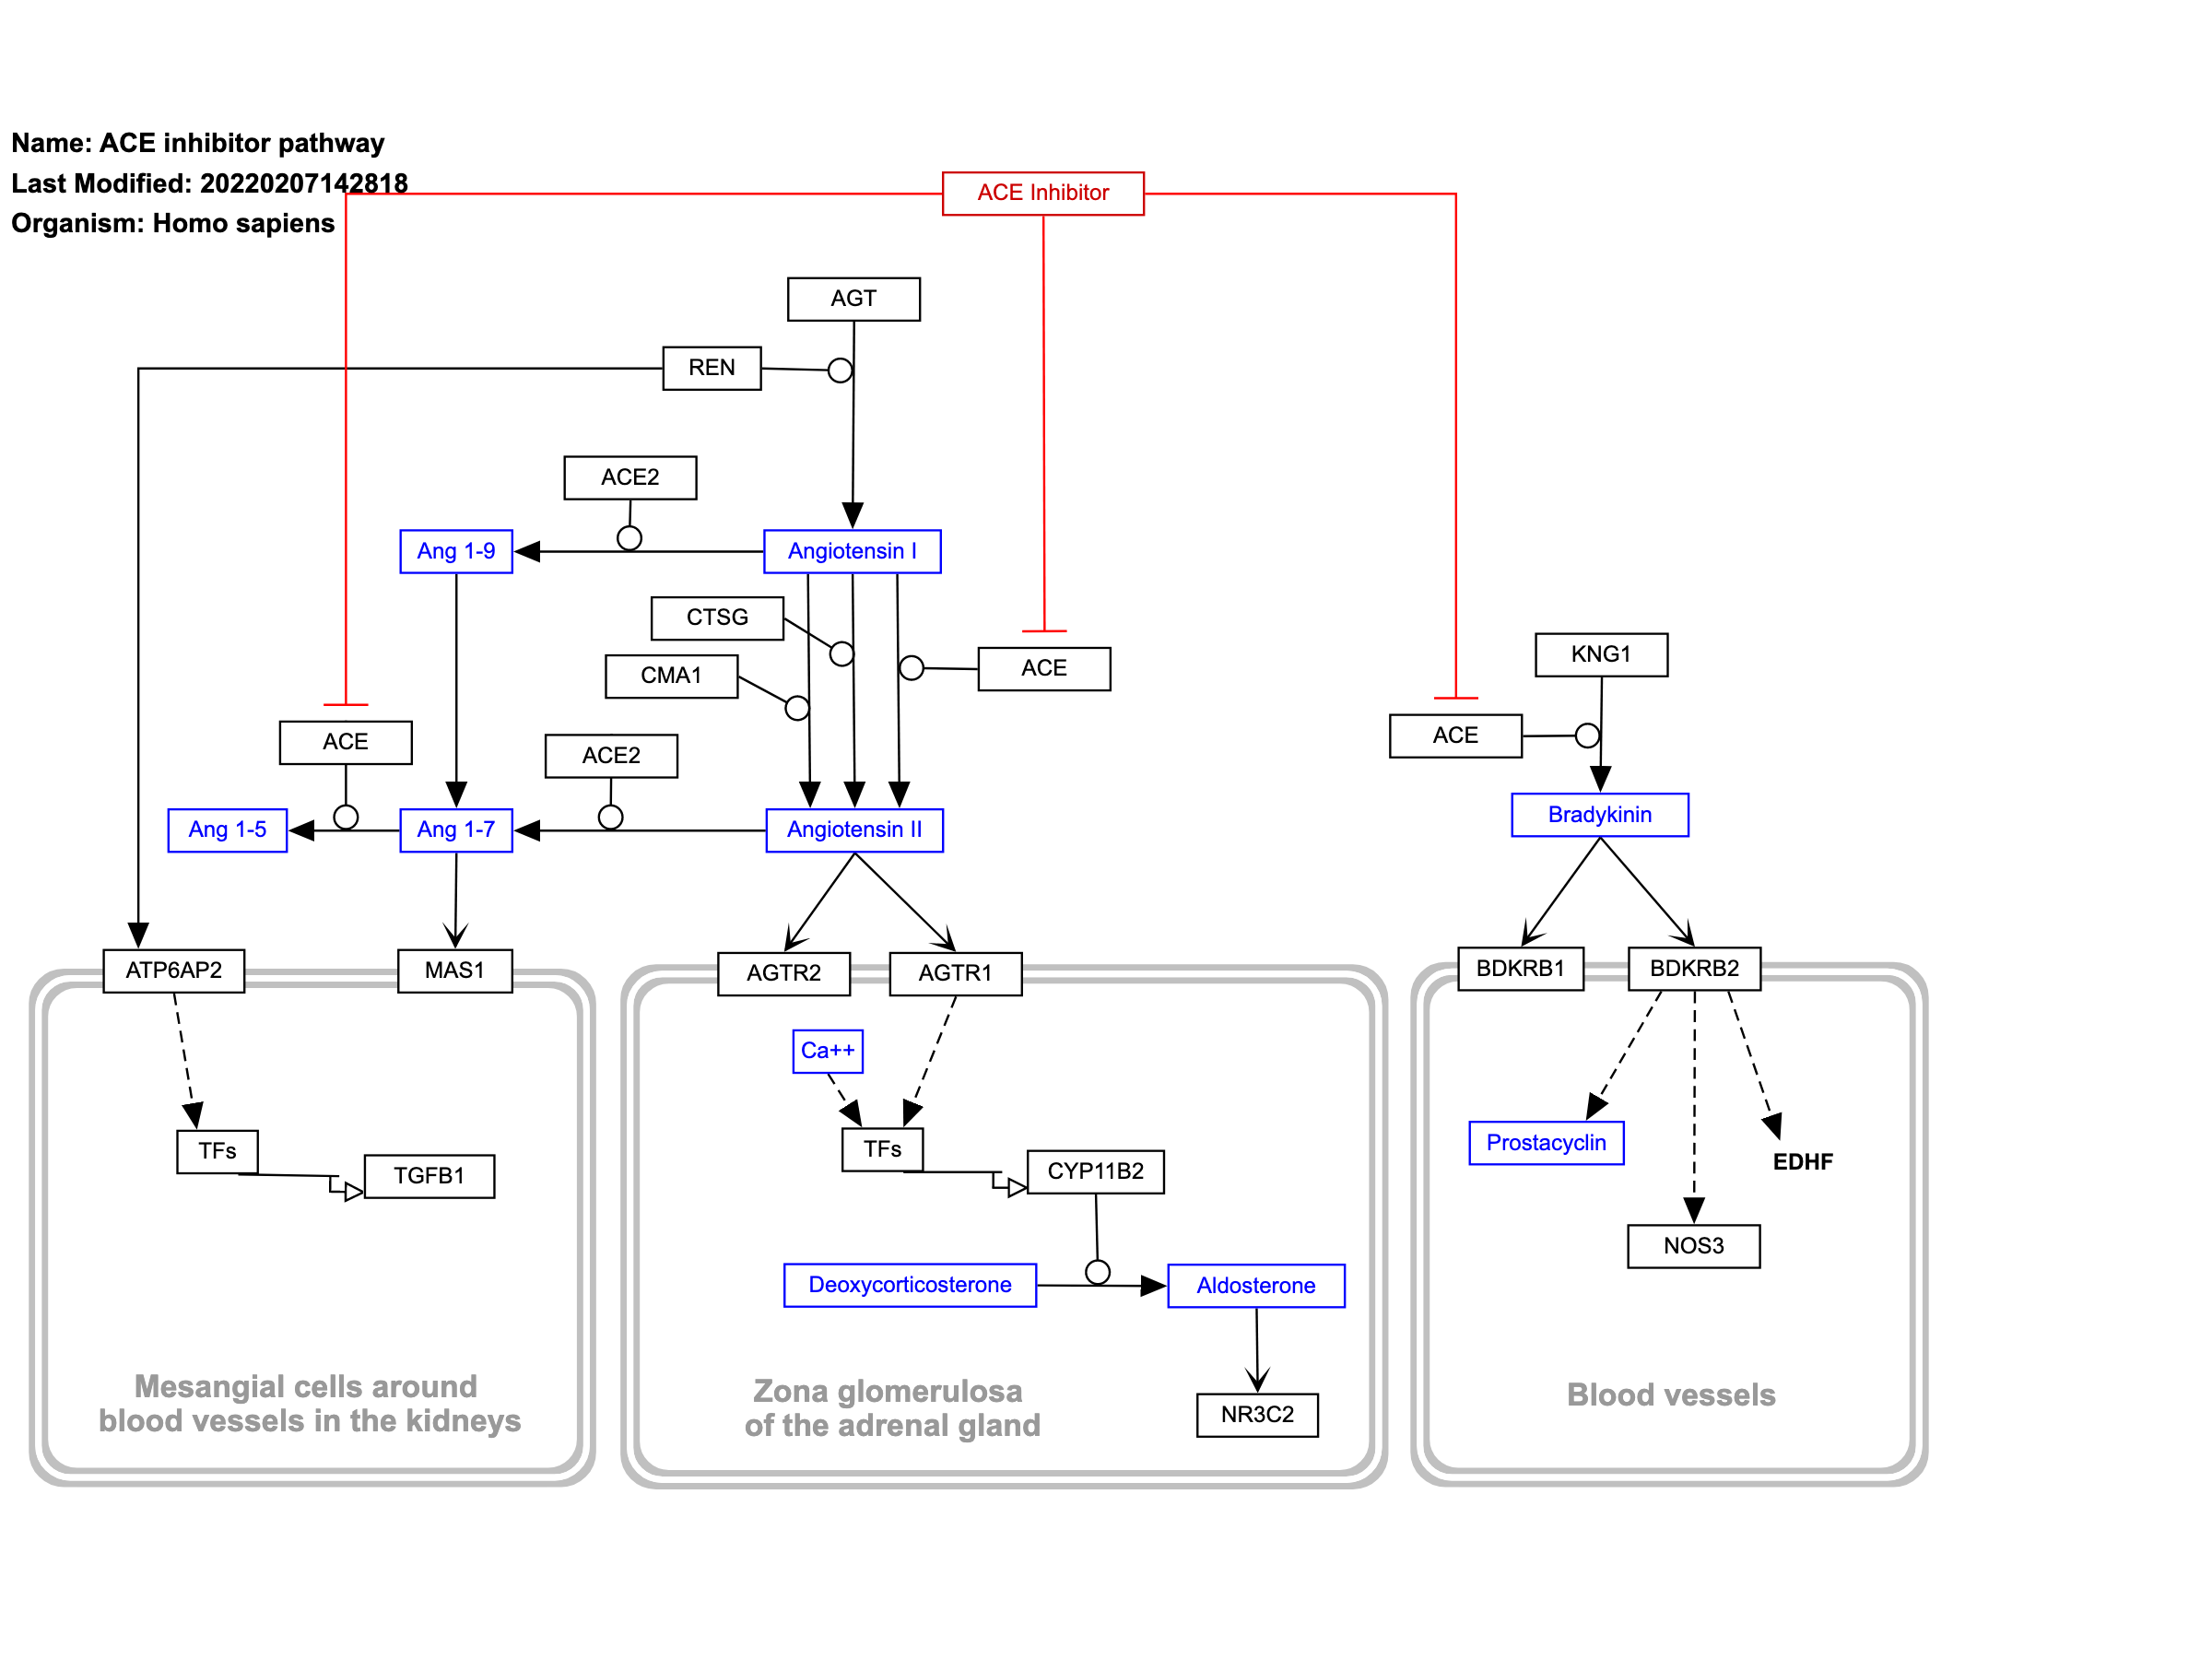 Name: ACE inhibitor pathway
Last Modified: 20220207142818
Organism: Homo sapiens
ACE Inhibitor
AGT
REN
ACE2
Ang 1-9
Angiotensin I
CTSG
CMA1
ACE
KNG1
ACE
ACE2
ACE
Ang 1-5
Ang 1-7
Angiotensin II
Bradykinin
ATP6AP2
MAS1
AGTR2
AGTR1
BDKRB1
BDKRB2
Ca++
TFs
TGFB1
TFs
CYP11B2
Prostacyclin
EDHF
NOS3
Deoxycorticosterone
Aldosterone
NR3C2
Mesangial cells around
blood vessels in the kidneys
Zona glomerulosa
of the adrenal gland
Blood vessels